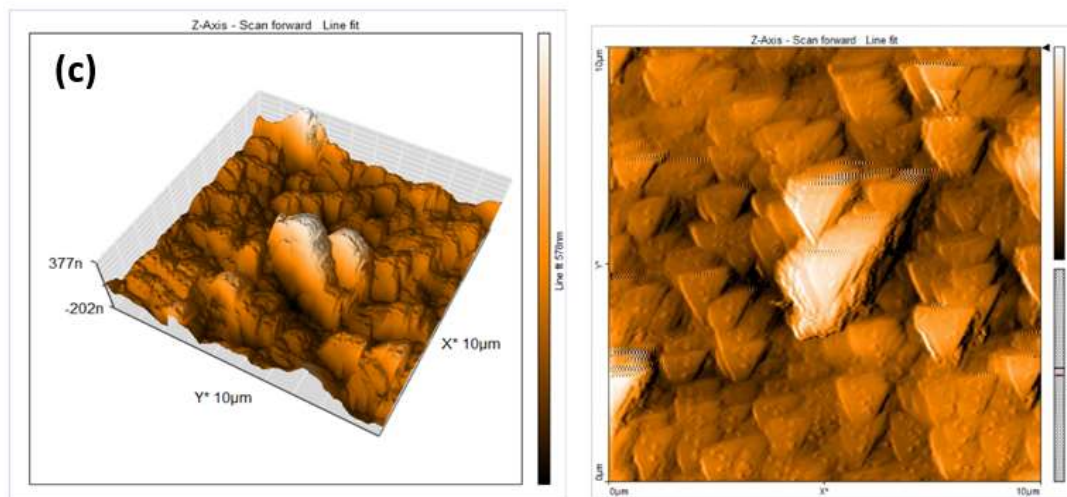 Z-Axis - Scan forward Line fit
(c)
377n
-202n
X* 10µm
Y* 10µm
Line fit 578nm
Z-Axis - Scan forward Line fit
10µm
Y*
0µm
0µm
X*
10µm